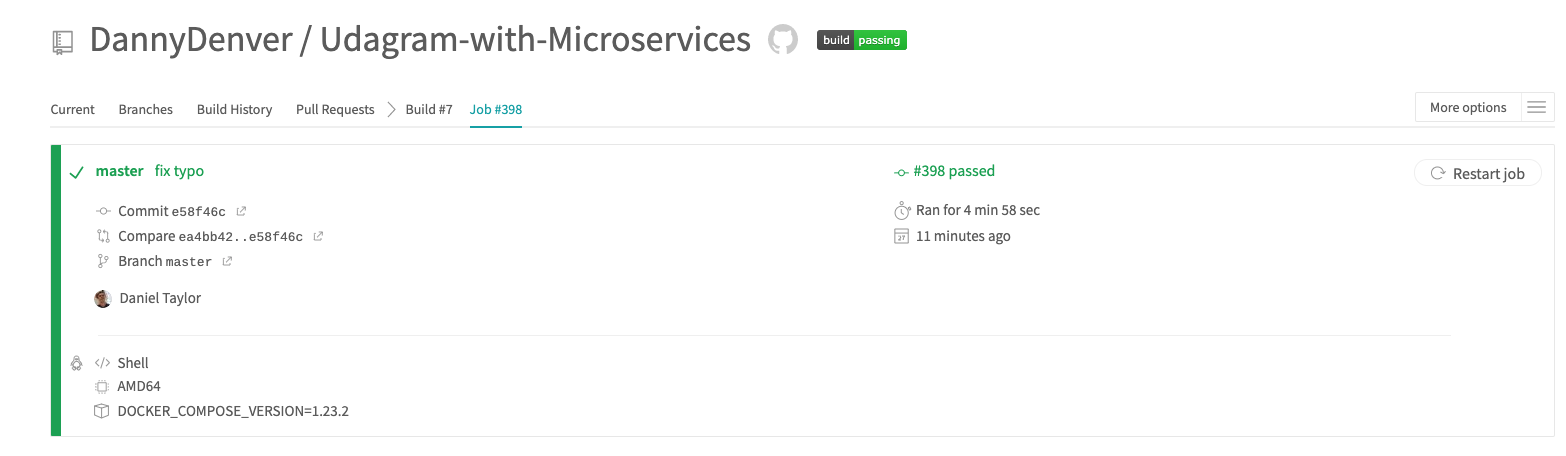 DannyDenver / Udagram-with-Microservices build passing
Current Branches Build History Pull Requests Build #7 Job #398 More options
master fix typo #398 passed Restart job
Commit e58f46c Ran for 4 min 58 sec
Compare ea4bb42..e58f46c 27 11 minutes ago
Branch master
Daniel Taylor
</> Shell
AMD64
DOCKER_COMPOSE_VERSION=1.23.2